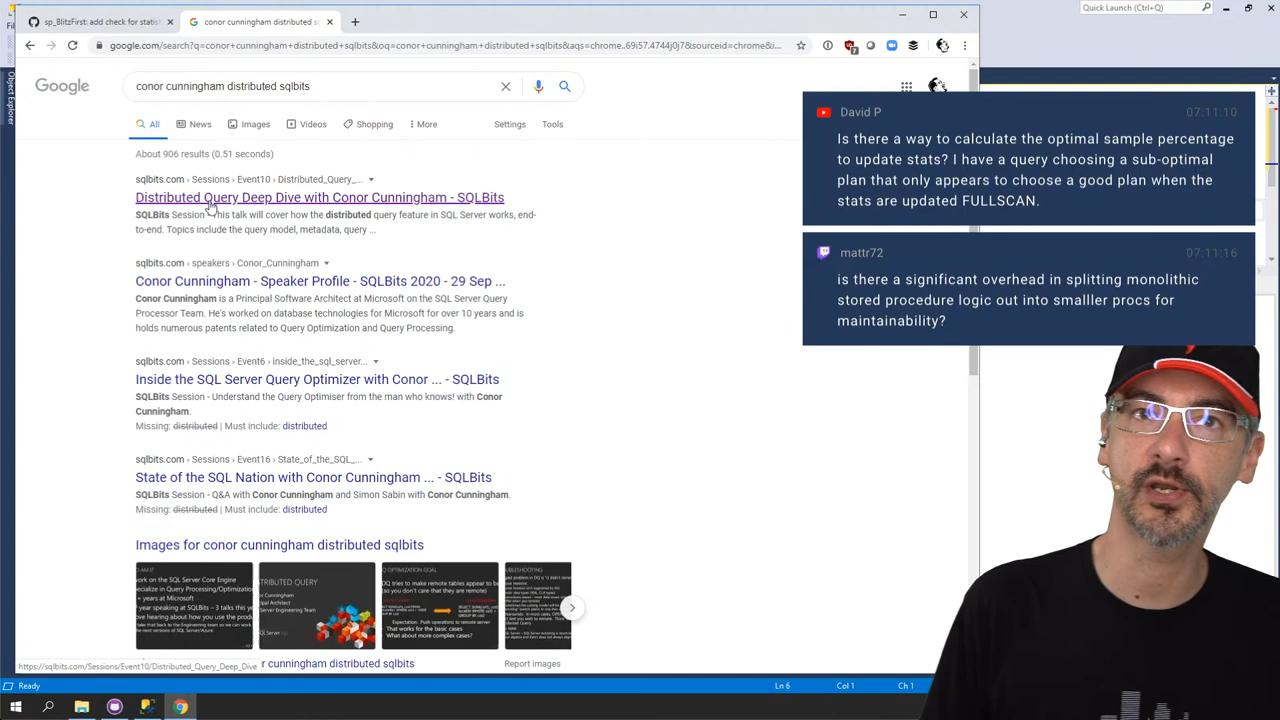 sp_BlitzFirst: add check for statis
conor cunningham distributed sq
Quick Launch (Ctrl+Q)
google.com/search?q=conor+cunningham+distributed+sqlbits&oq=conor+cunningham+distributed+sqlbits&aqs=chrome..69i57.4744j0j7&sourceid=chrome&i...
Object Explorer
Google
conor cunningham distributed sqlbits
All
News
Images
Videos
Shopping
More
Settings
Tools
About 906 results (0.51 seconds)
sqlbits.com › Sessions › Event10 › Distributed_Query_...
Distributed Query Deep Dive with Conor Cunningham - SQLBits
SQLBits Session - This talk will cover how the distributed query feature in SQL Server works, end-
to-end. Topics include the query model, metadata, query ...
sqlbits.com › speakers › Conor_Cunningham
Conor Cunningham - Speaker Profile - SQLBits 2020 - 29 Sep ...
Conor Cunningham is a Principal Software Architect at Microsoft on the SQL Server Query
Processor Team. He's worked on database technologies for Microsoft for over 10 years and is
holds numerous patents related to Query Optimization and Query Processing.
sqlbits.com › Sessions › Event6 › inside_the_sql_server...
Inside the SQL Server Query Optimizer with Conor ... - SQLBits
SQLBits Session - Understand the Query Optimiser from the man who knows! with Conor
Cunningham.
Missing: distributed | Must include: distributed
sqlbits.com › Sessions › Event16 › State_of_the_SQL_...
State of the SQL Nation with Conor Cunningham ... - SQLBits
SQLBits Session - Q&A with Conor Cunningham and Simon Sabin with Conor Cunningham.
Missing: distributed | Must include: distributed
Images for conor cunningham distributed sqlbits
conor cunningham distributed sqlbits
Report images
https://sqlbits.com/Sessions/Event10/Distributed_Query_Deep_Dive
Ready
Ln 6
Col 1
Ch 1
David P
07:11:10
Is there a way to calculate the optimal sample percentage
to update stats? I have a query choosing a sub-optimal
plan that only appears to choose a good plan when the
stats are updated FULLSCAN.
mattr72
07:11:16
is there a significant overhead in splitting monolithic
stored procedure logic out into smalller procs for
maintainability?